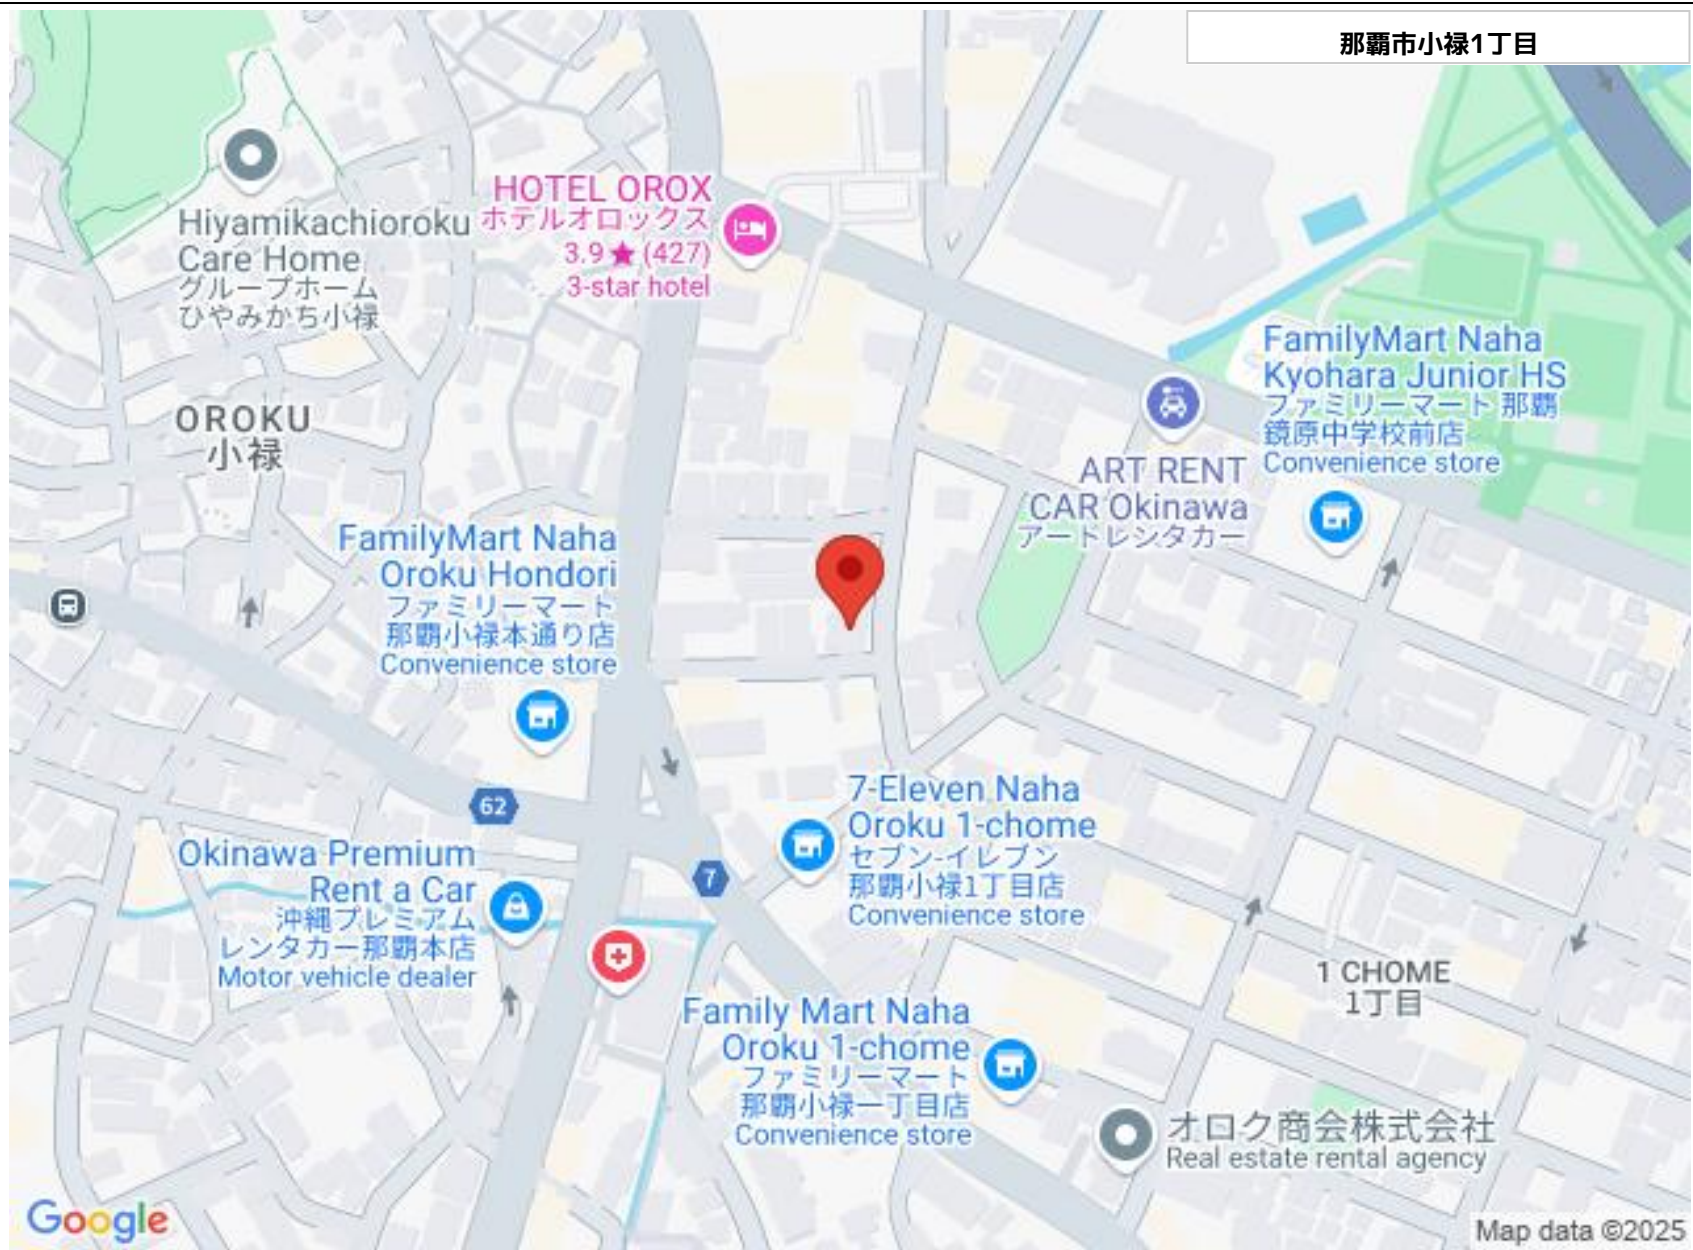 那覇市小禄1丁目
HOTEL OROX
ホテルオロックス
3.9★(427)
3-star hotel
Hiyamikachioroku
Care Home
グループホーム
ひやみかち小禄
FamilyMart Naha
Kyohara Junior HS
ファミリーマート 那覇
鏡原中学校前店
Convenience store
OROKU
小禄
ART RENT
CAR Okinawa
アートレンタカー
FamilyMart Naha
Oroku Hondori
ファミリーマート
那覇小禄本通り店
Convenience store
62
7-Eleven Naha
Oroku 1-chome
セブン-イレブン
那覇小禄1丁目店
Convenience store
7
Okinawa Premium
Rent a Car
沖縄プレミアム
レンタカー那覇本店
Motor vehicle dealer
1 CHOME
1丁目
Family Mart Naha
Oroku 1-chome
ファミリーマート
那覇小禄一丁目店
Convenience store
オロク商会株式会社
Real estate rental agency
Google
Map data ©2025